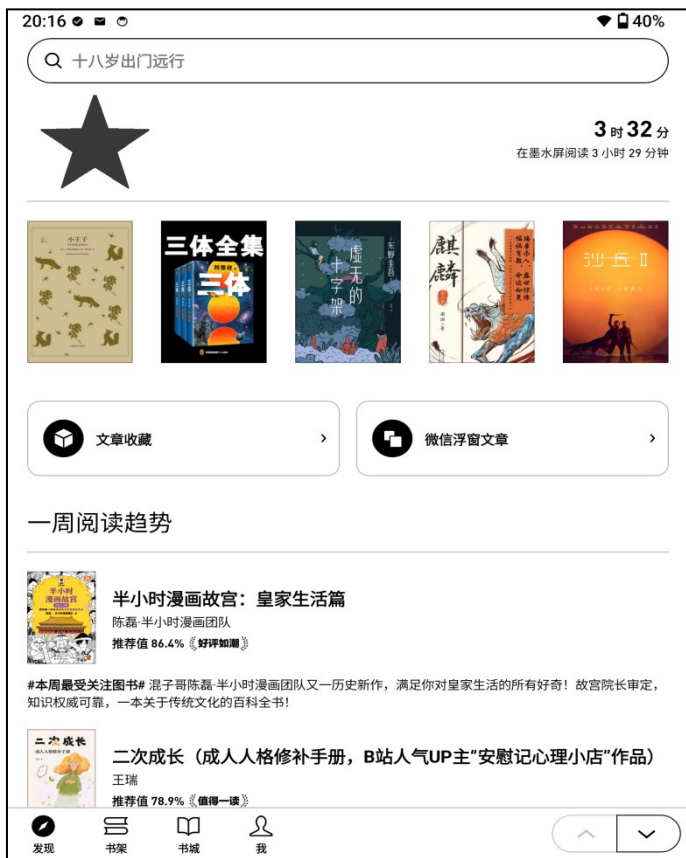 20:16
40%
十八岁出门远行
3 时 32 分
在墨水屏阅读 3 小时 29 分钟
小王子
三体全集
刘慈欣
三体
东野圭吾
虚无的十字架
麒麟
沙丘 II
文章收藏
微信浮窗文章
一周阅读趋势
半小时
漫画故宫
半小时漫画故宫：皇家生活篇
陈磊·半小时漫画团队
推荐值 86.4% 好评如潮
#本周最受关注图书# 混子哥陈磊·半小时漫画团队又一历史新作，满足你对皇家生活的所有好奇！故宫院长审定，
知识权威可靠，一本关于传统文化的百科全书！
二次成长
成人人格修补手册
二次成长（成人人格修补手册，B站人气UP主“安慰记心理小店”作品）
王瑞
推荐值 78.9% 值得一读
发现
书架
书城
我